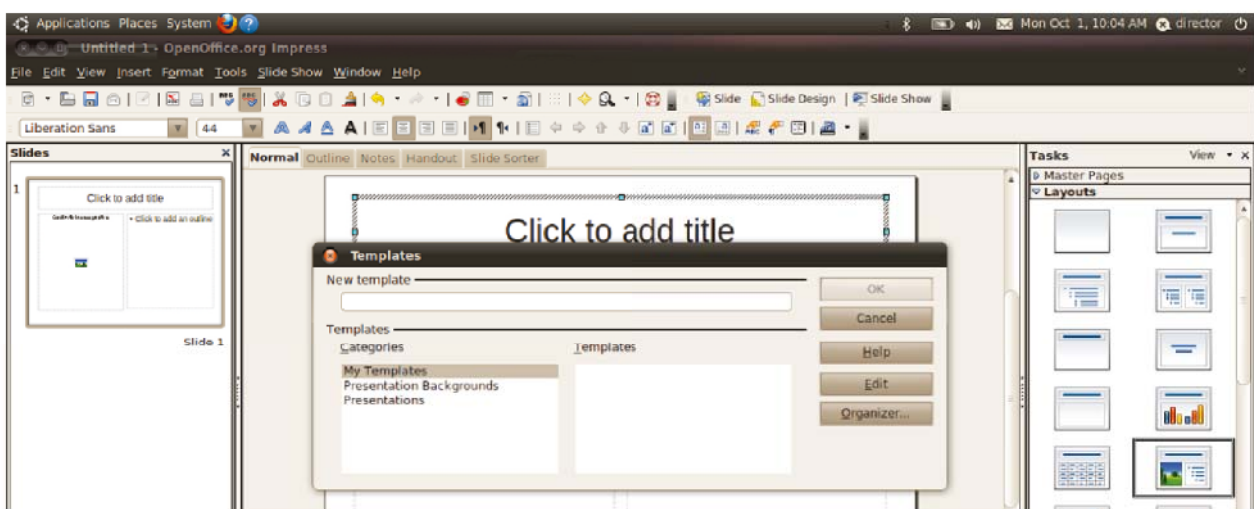 Applications Places System Mon Oct 1, 10:04 AM director
Untitled 1 - OpenOffice.org Impress
File Edit View Insert Format Tools Slide Show Window Help
Slide Slide Design Slide Show
Liberation Sans 44
Slides
Normal Outline Notes Handout Slide Sorter
Tasks View
Master Pages
Layouts
1
Click to add title
Click to add an outline
Slide 1
Click to add title
Templates
New template
OK
Cancel
Templates
Categories Templates
Help
My Templates
Presentation Backgrounds
Presentations
Edit
Organizer...